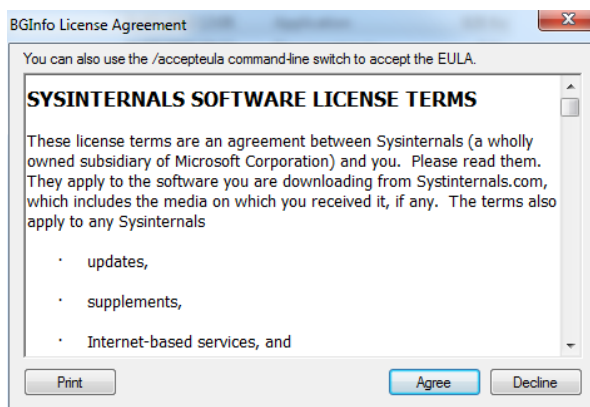 BGInfo License Agreement
You can also use the /accepteula command-line switch to accept the EULA.
SYSINTERNALS SOFTWARE LICENSE TERMS
These license terms are an agreement between Sysinternals (a wholly
owned subsidiary of Microsoft Corporation) and you.  Please read them.
They apply to the software you are downloading from Systinternals.com,
which includes the media on which you received it, if any.  The terms also
apply to any Sysinternals
· updates,
· supplements,
· Internet-based services, and
Print Agree Decline